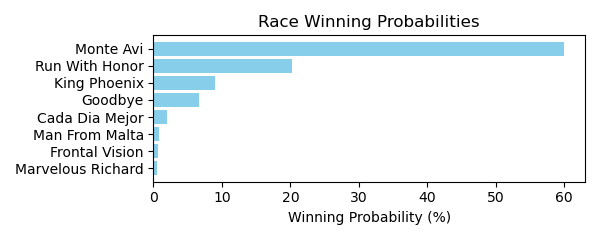 Race Winning Probabilities
Monte Avi
Run With Honor
King Phoenix
Goodbye
Cada Dia Mejor
Man From Malta
Frontal Vision
Marvelous Richard
0 10 20 30 40 50 60
Winning Probability (%)